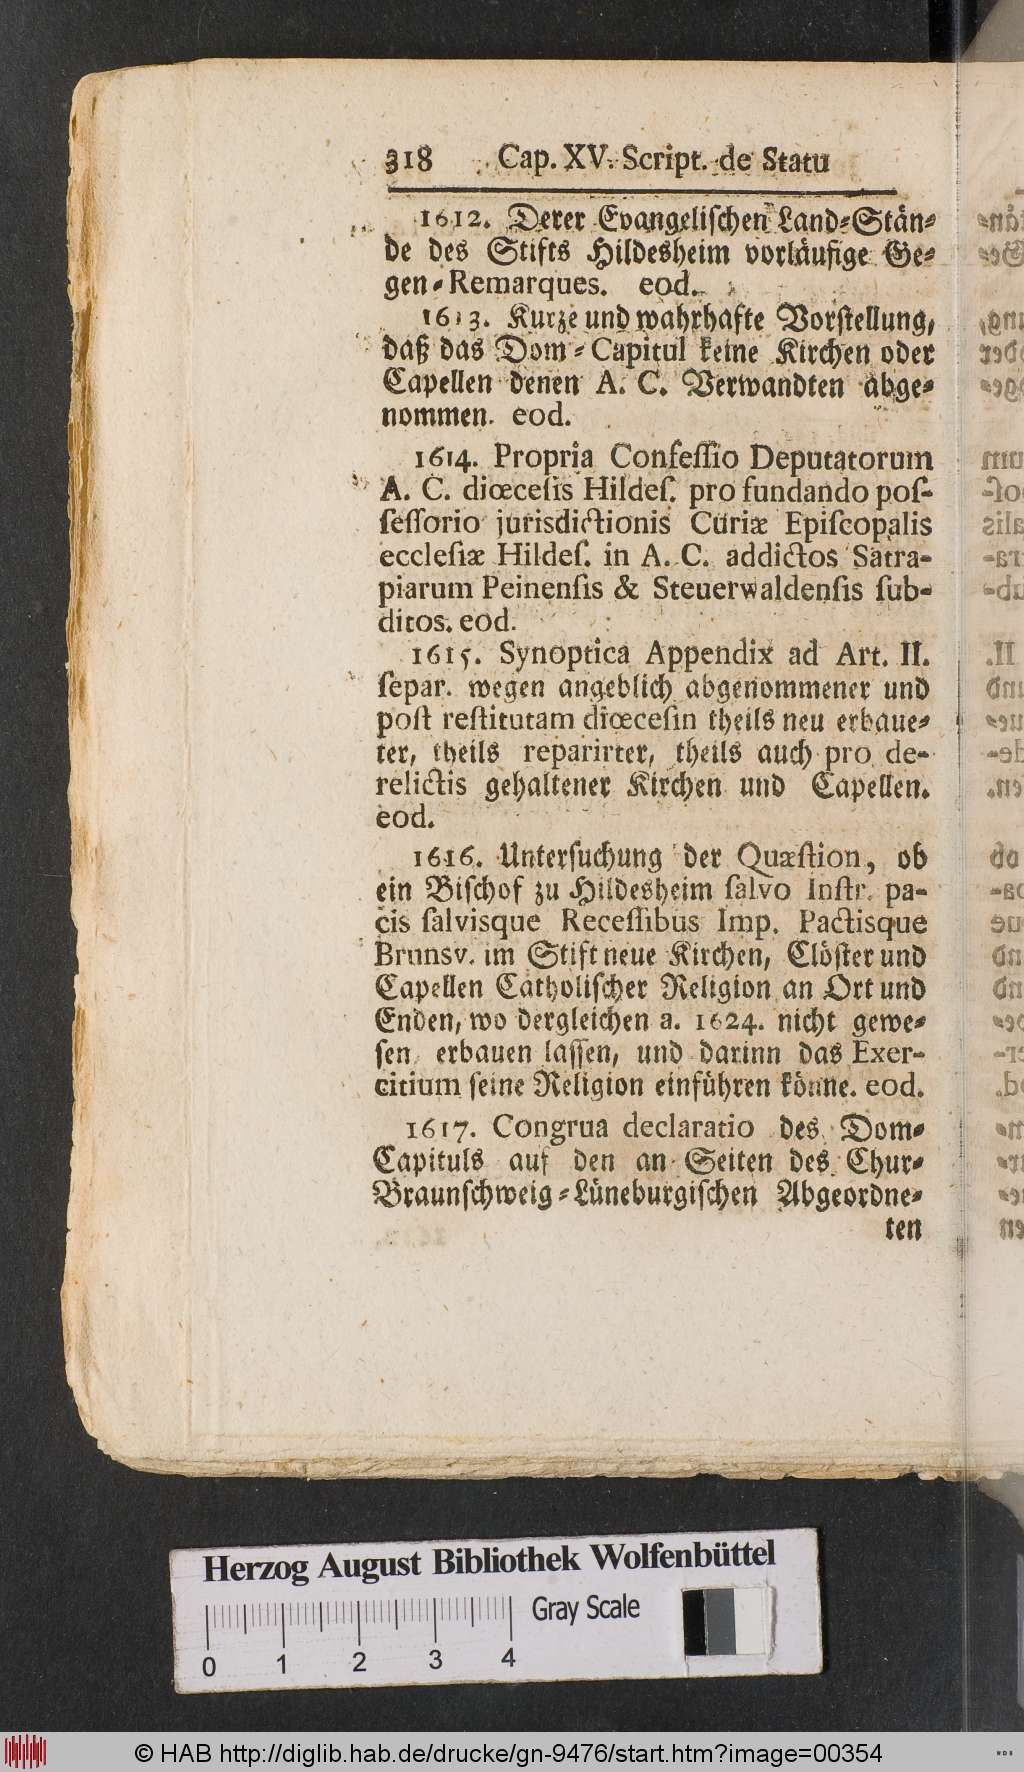 318 Cap. XV. Script. de Statu
1612. Derer Evangelischen Land-Stän-
de des Stifts Hildesheim vorläufige Ge-
gen-Remarques. eod.
1613. Kurze und wahrhafte Vorstellung,
daß das Dom-Capitul keine Kirchen oder
Capellen denen A. C. Verwandten abge-
nommen. eod.
1614. Propria Confeſſio Deputatorum
A. C. diœceſis Hildeſ. pro fundando poſ-
ſeſſorio jurisdictionis Curiæ Epiſcopalis
eccleſiæ Hildeſ. in A. C. addictos Satra-
piarum Peinenſis & Steuerwaldenſis ſub-
ditos. eod.
1615. Synoptica Appendix ad Art. II.
ſepar. wegen angeblich abgenommener und
poſt reſtitutam diœceſin theils neu erbaue-
ter, theils reparirter, theils auch pro de-
relictis gehaltener Kirchen und Capellen.
eod.
1616. Untersuchung der Quæſtion, ob
ein Bischof zu Hildesheim ſalvo Inſtr. pa-
cis ſalvisque Receſſibus Imp. Pactisque
Brunsv. im Stift neue Kirchen, Clöster und
Capellen Catholischer Religion an Ort und
Enden, wo dergleichen a. 1624. nicht gewe-
sen, erbauen lassen, und darinn das Exer-
citium seine Religion einführen könne. eod.
1617. Congrua declaratio des Dom-
Capituls auf den an Seiten des Chur-
Braunschweig-Lüneburgischen Abgeordne-
ten
Herzog August Bibliothek Wolfenbüttel
Gray Scale
0 1 2 3 4
© HAB http://diglib.hab.de/drucke/gn-9476/start.htm?image=00354